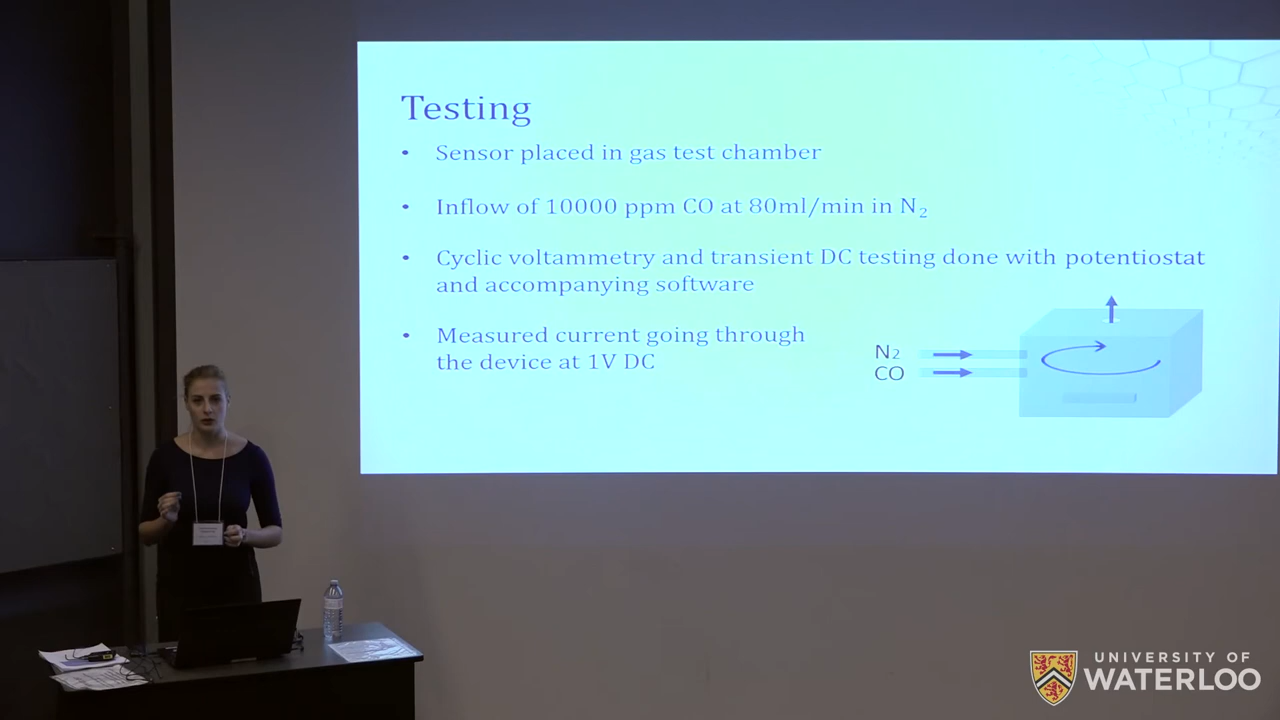 Testing
• Sensor placed in gas test chamber
• Inflow of 10000 ppm CO at 80ml/min in N₂
• Cyclic voltammetry and transient DC testing done with potentiostat
and accompanying software
• Measured current going through
the device at 1V DC
N₂
CO
UNIVERSITY OF
WATERLOO